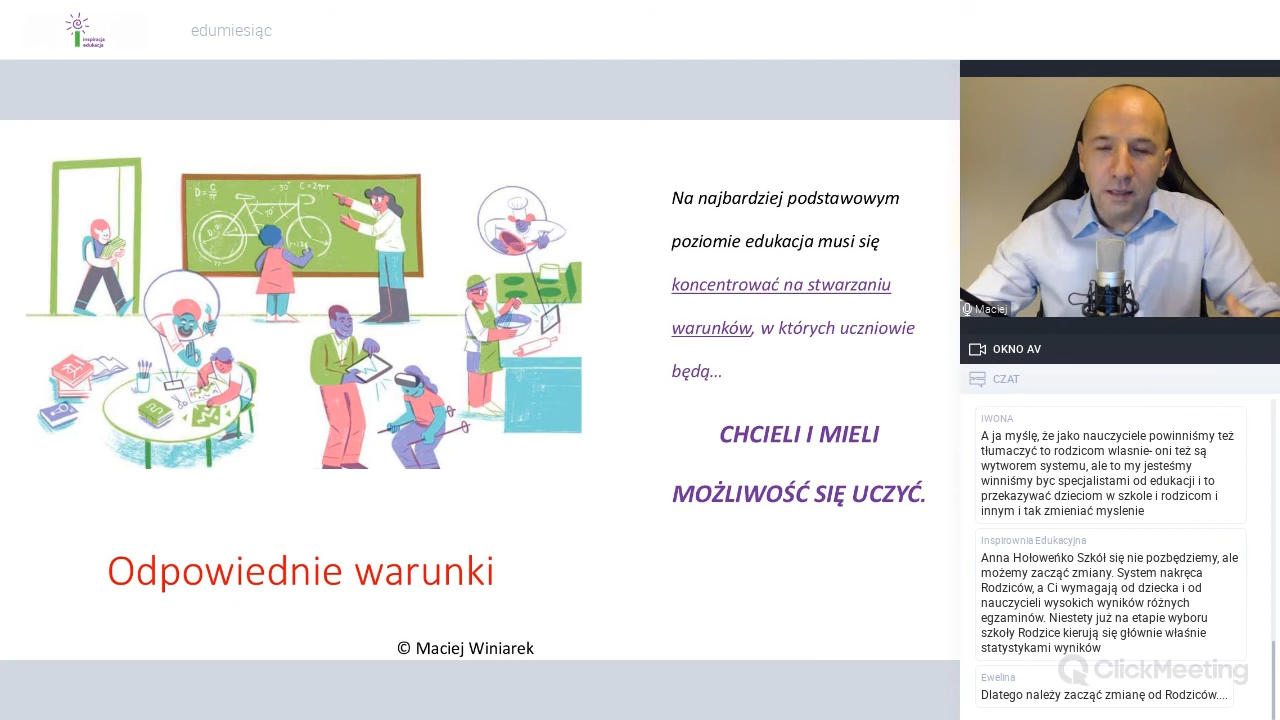 inspiracja
edukacja
edumiesiąc
Na najbardziej podstawowym
poziomie edukacja musi się
koncentrować na stwarzaniu
warunków, w których uczniowie
będą...
CHCIELI I MIELI
MOŻLIWOŚĆ SIĘ UCZYĆ.
Odpowiednie warunki
© Maciej Winiarek
Maciej
OKNO AV
CZAT
IWONA
A ja myślę, że jako nauczyciele powinniśmy też
tłumaczyć to rodzicom wlasnie- oni też są
wytworem systemu, ale to my jesteśmy
winniśmy byc specjalistami od edukacji i to
przekazywać dzieciom w szkole i rodzicom i
innym i tak zmieniać myslenie
Inspirownia Edukacyjna
Anna Hołoweńko Szkół się nie pozbędziemy, ale
możemy zacząć zmiany. System nakręca
Rodziców, a Ci wymagają od dziecka i od
nauczycieli wysokich wyników różnych
egzaminów. Niestety już na etapie wyboru
szkoły Rodzice kierują się głównie właśnie
statystykami wyników
ClickMeeting
Ewelina
Dlatego należy zacząć zmianę od Rodziców....